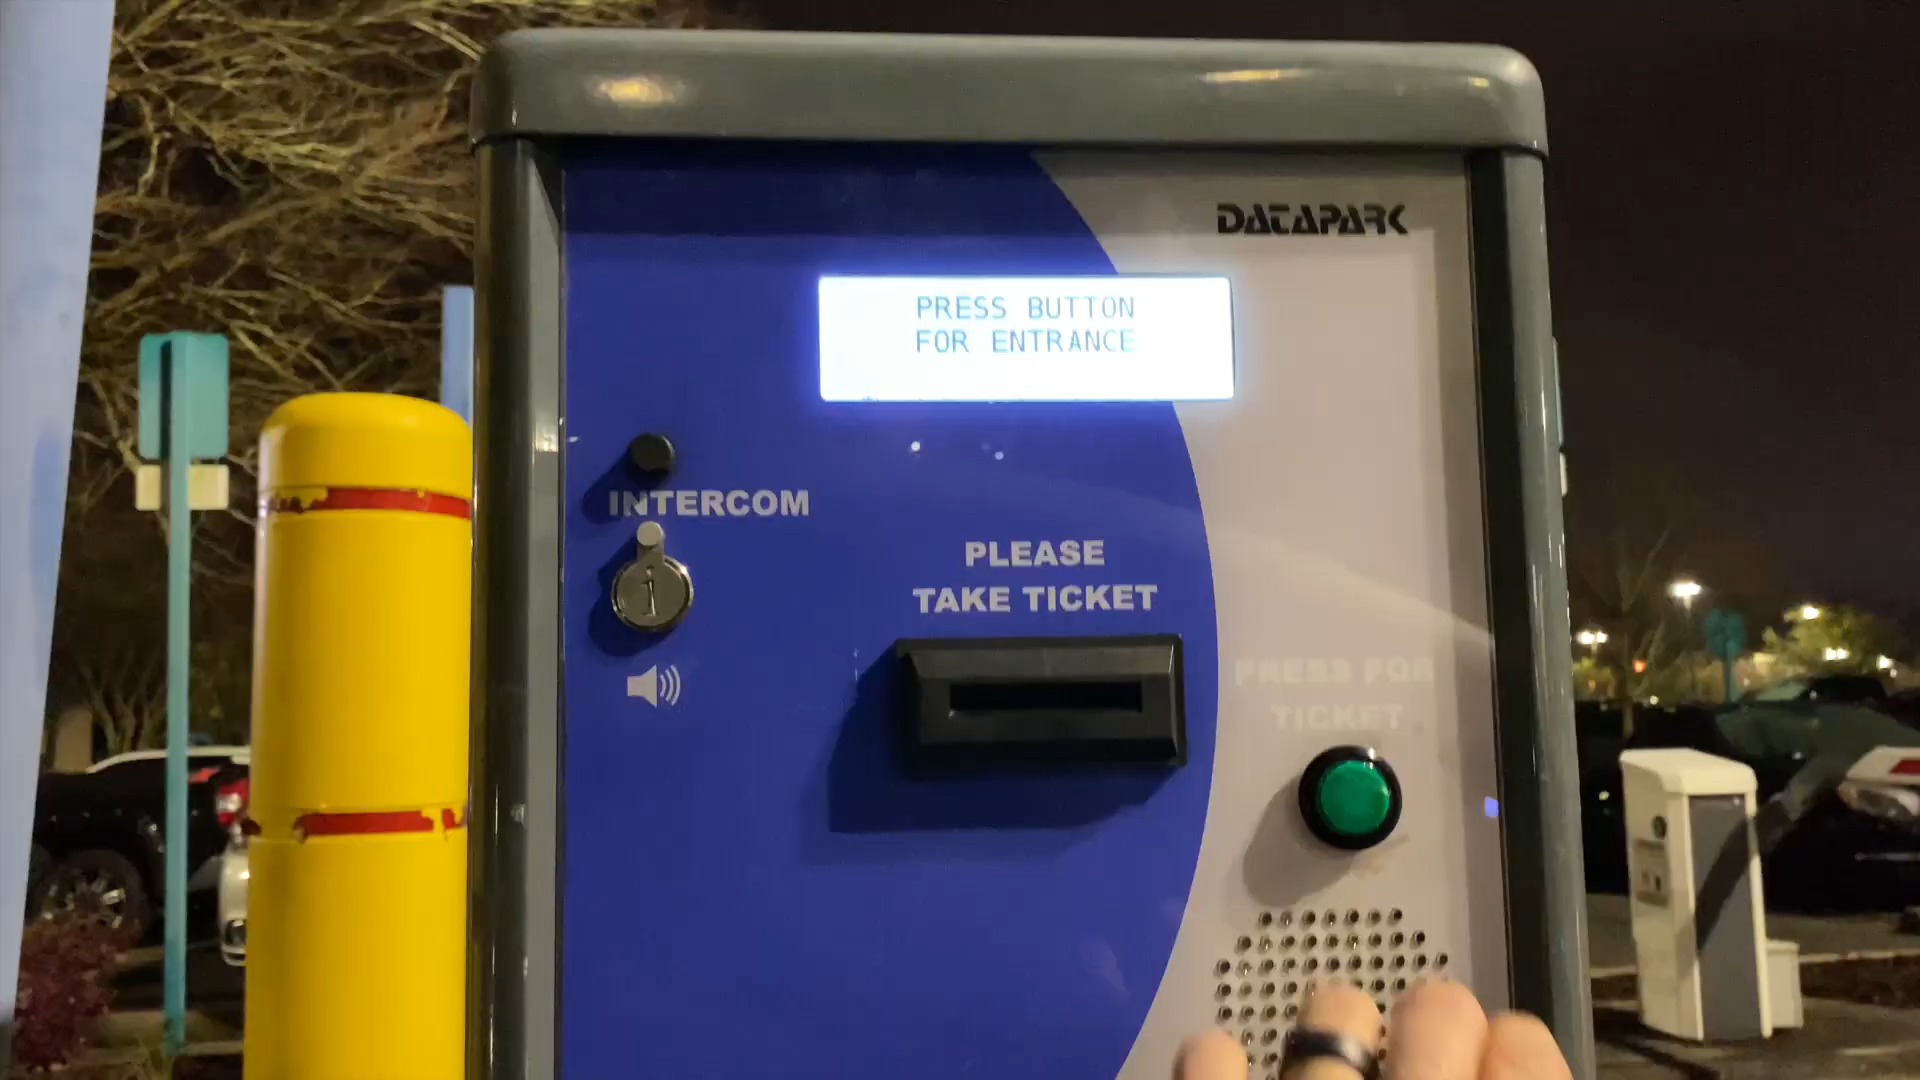 DATAPARK
PRESS BUTTON
FOR ENTRANCE
INTERCOM
i
PLEASE
TAKE TICKET
PRESS FOR
TICKET